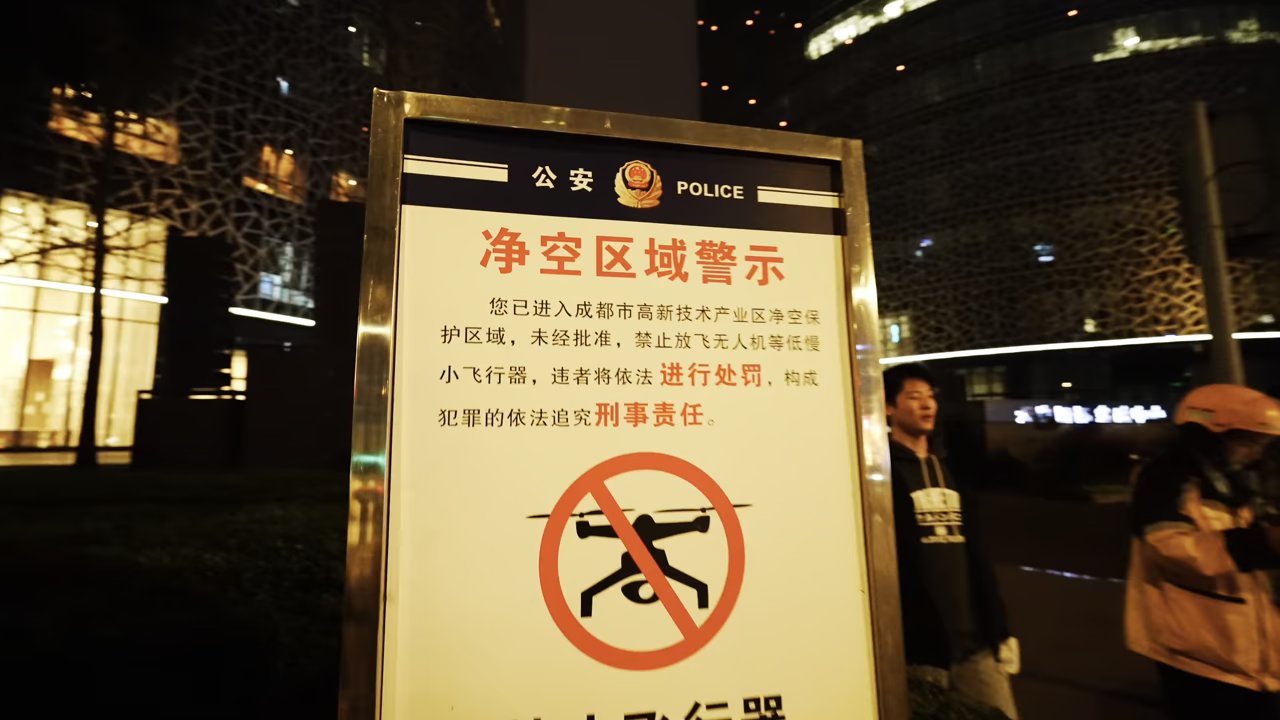 公安 POLICE
净空区域警示
您已进入成都市高新技术产业区净空保
护区域，未经批准，禁止放飞无人机等低慢
小飞行器，违者将依法进行处罚，构成
犯罪的依法追究刑事责任。
飞行器